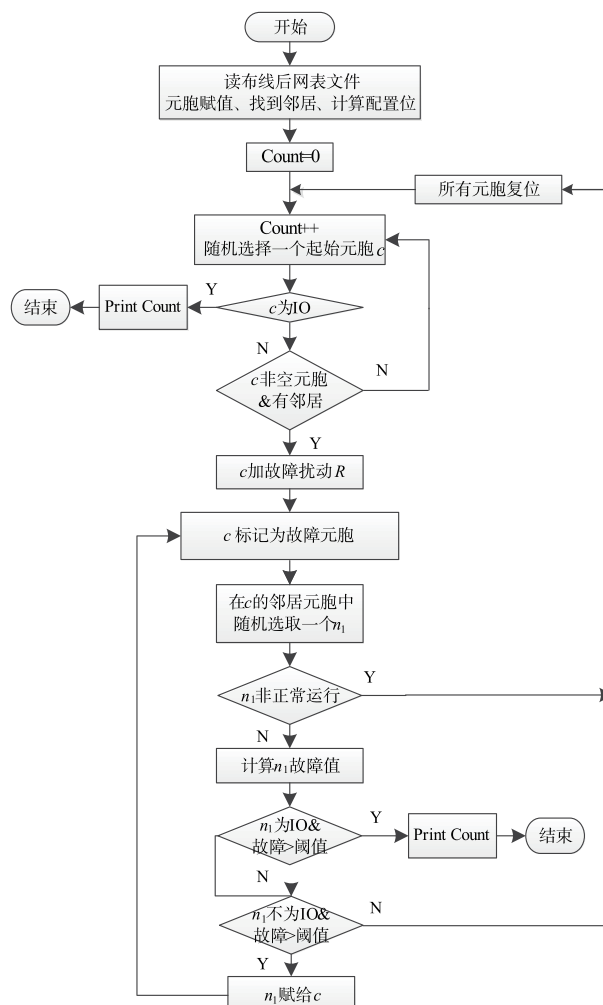 开始
读布线后网表文件
元胞赋值、找到邻居、计算配置位
Count=0
所有元胞复位
Count++
随机选择一个起始元胞c
结束
Print Count
Y
c为IO
N
c非空元胞
&有邻居
N
Y
c加故障扰动R
c标记为故障元胞
在c的邻居元胞中
随机选取一个n₁
n₁非正常运行
Y
N
计算n₁故障值
n₁为IO&
故障>阈值
Y
Print Count
结束
N
n₁不为IO&
故障>阈值
N
Y
n₁赋给c